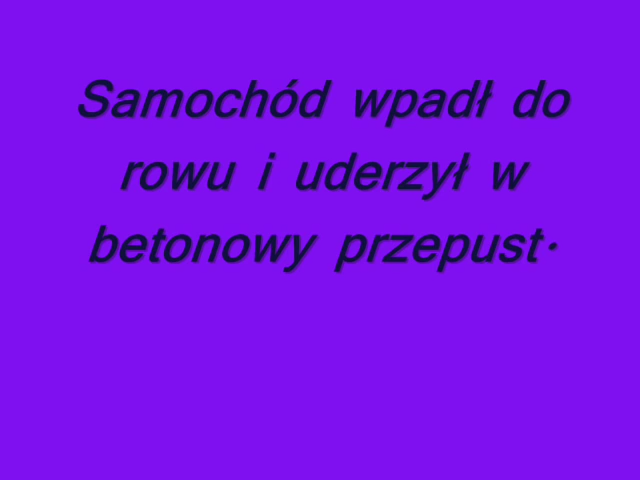 Samochód wpadł do
rowu i uderzył w
betonowy przepust.